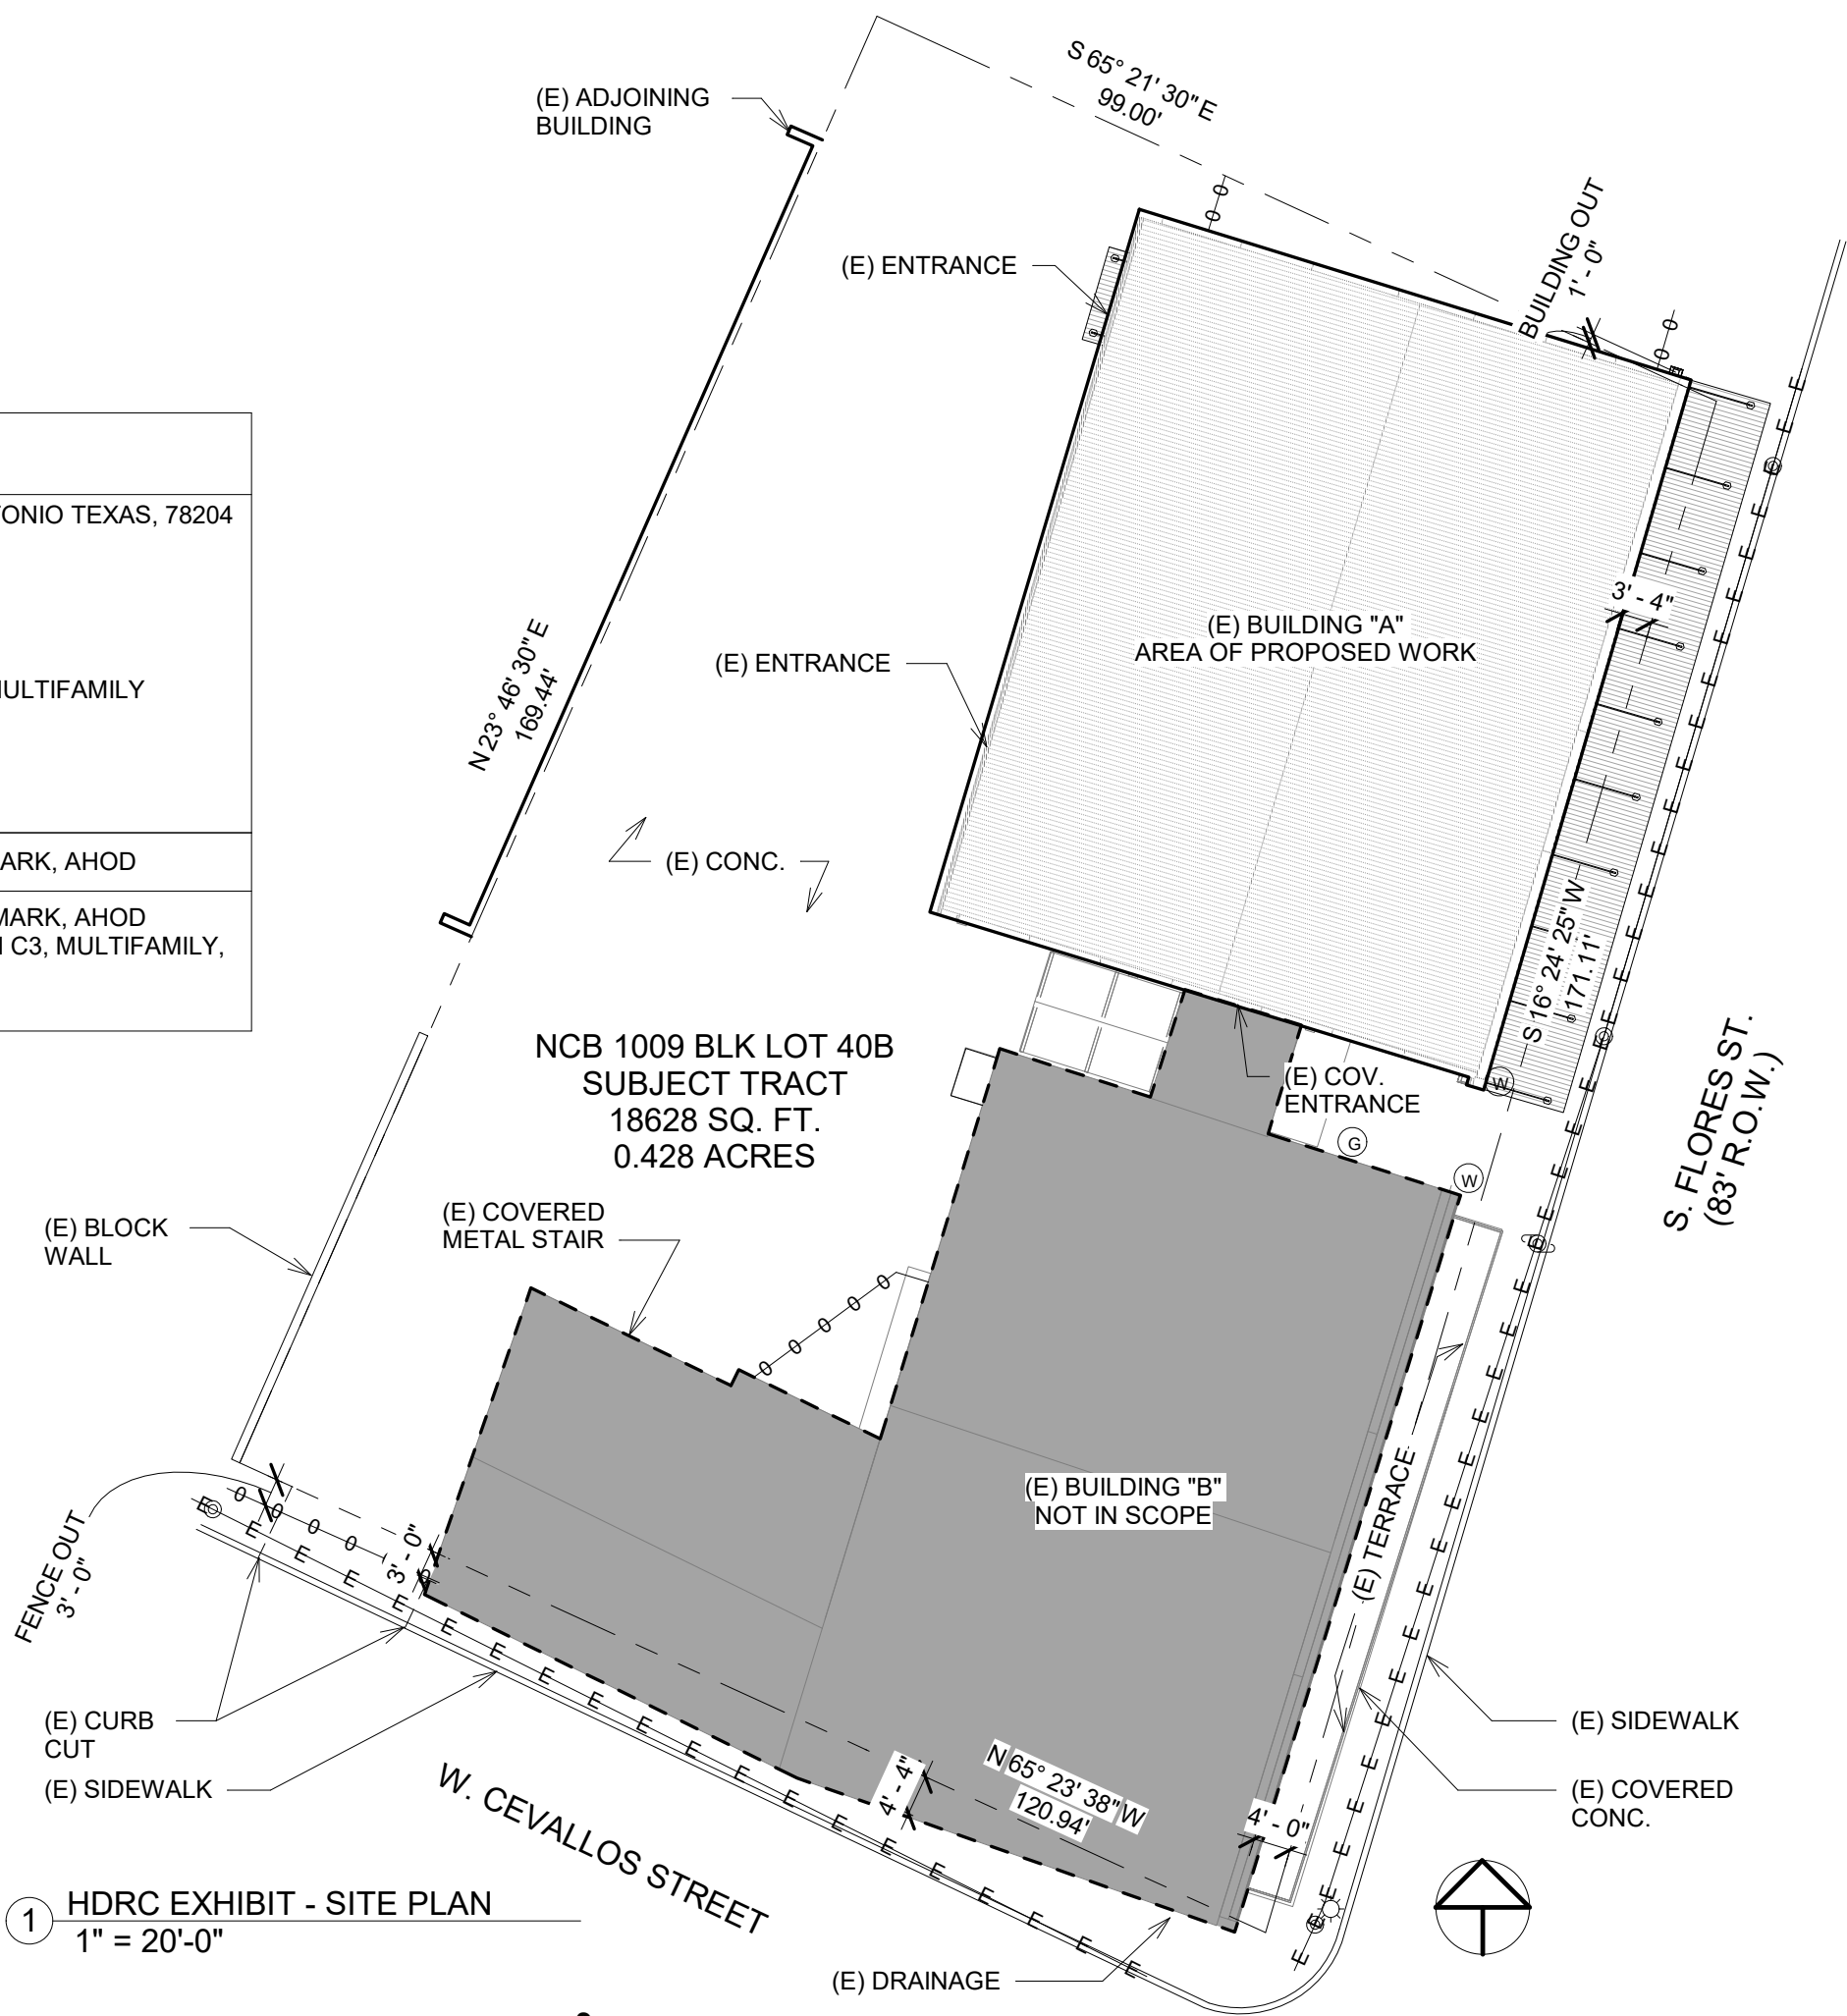 S 65° 21' 30" E
99.00'
(E) ADJOINING
BUILDING
BUILDING OUT
1' - 0"
(E) ENTRANCE
TONIO TEXAS, 78204
3' - 4"
(E) BUILDING "A"
AREA OF PROPOSED WORK
N 23° 46' 30" E
169.44'
(E) ENTRANCE
MULTIFAMILY
(E) CONC.
ARK, AHOD
MARK, AHOD
C3, MULTIFAMILY,
S 16° 24' 25" W
171.11'
NCB 1009 BLK LOT 40B
SUBJECT TRACT
18628 SQ. FT.
0.428 ACRES
(E) COV.
ENTRANCE
W
G
W
S. FLORES ST.
(83' R.O.W.)
(E) BLOCK
WALL
(E) COVERED
METAL STAIR
(E) BUILDING "B"
NOT IN SCOPE
(E) TERRACE
FENCE OUT
3' - 0"
3' - 0"
(E) CURB
CUT
(E) SIDEWALK
W. CEVALLOS STREET
4' - 4"
N 65° 23' 38" W
120.94'
4' - 0"
(E) SIDEWALK
(E) COVERED
CONC.
(E) DRAINAGE
1
HDRC EXHIBIT - SITE PLAN
1" = 20'-0"